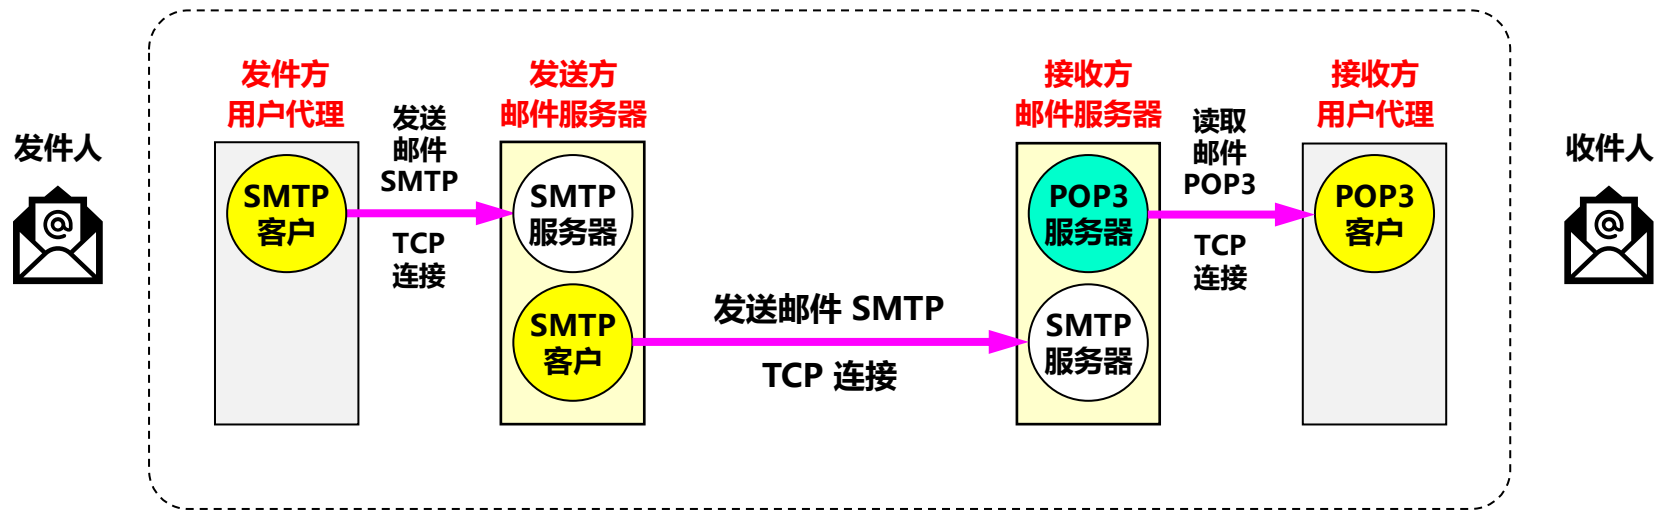 发件人
发件方
用户代理
SMTP
客户
发送
邮件
SMTP
TCP
连接
发送方
邮件服务器
SMTP
服务器
SMTP
客户
发送邮件 SMTP
TCP 连接
接收方
邮件服务器
POP3
服务器
SMTP
服务器
读取
邮件
POP3
TCP
连接
接收方
用户代理
POP3
客户
收件人
@
@